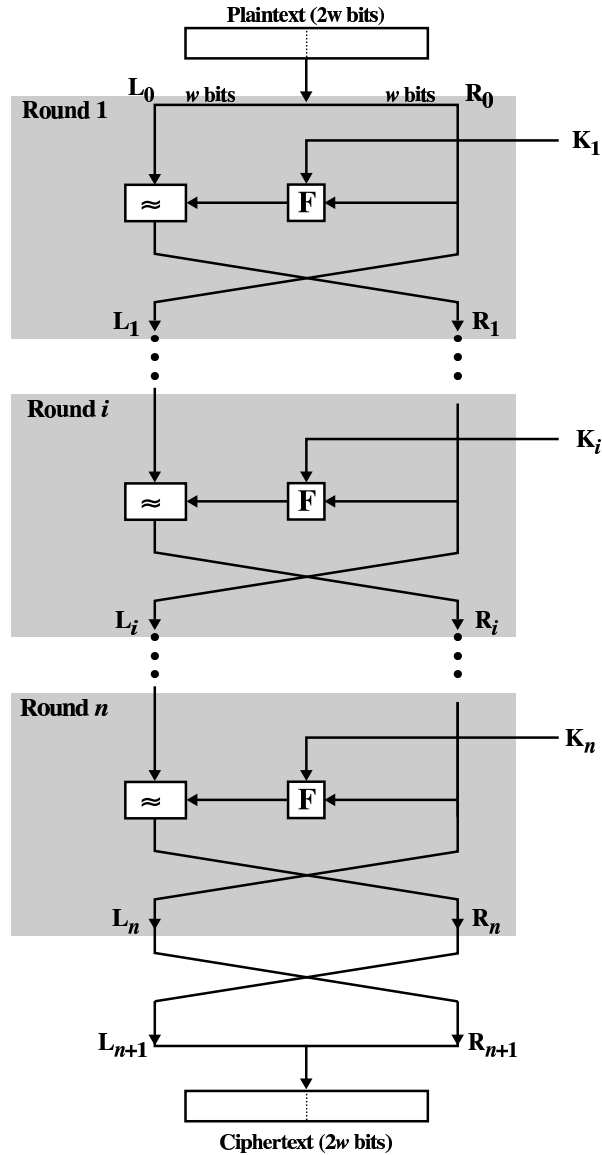 Plaintext (2w bits)
L0 w bits w bits R0
Round 1
K1
≈ F
L1 R1
Round i
Ki
≈ F
Li Ri
Round n
Kn
≈ F
Ln Rn
Ln+1 Rn+1
Ciphertext (2w bits)